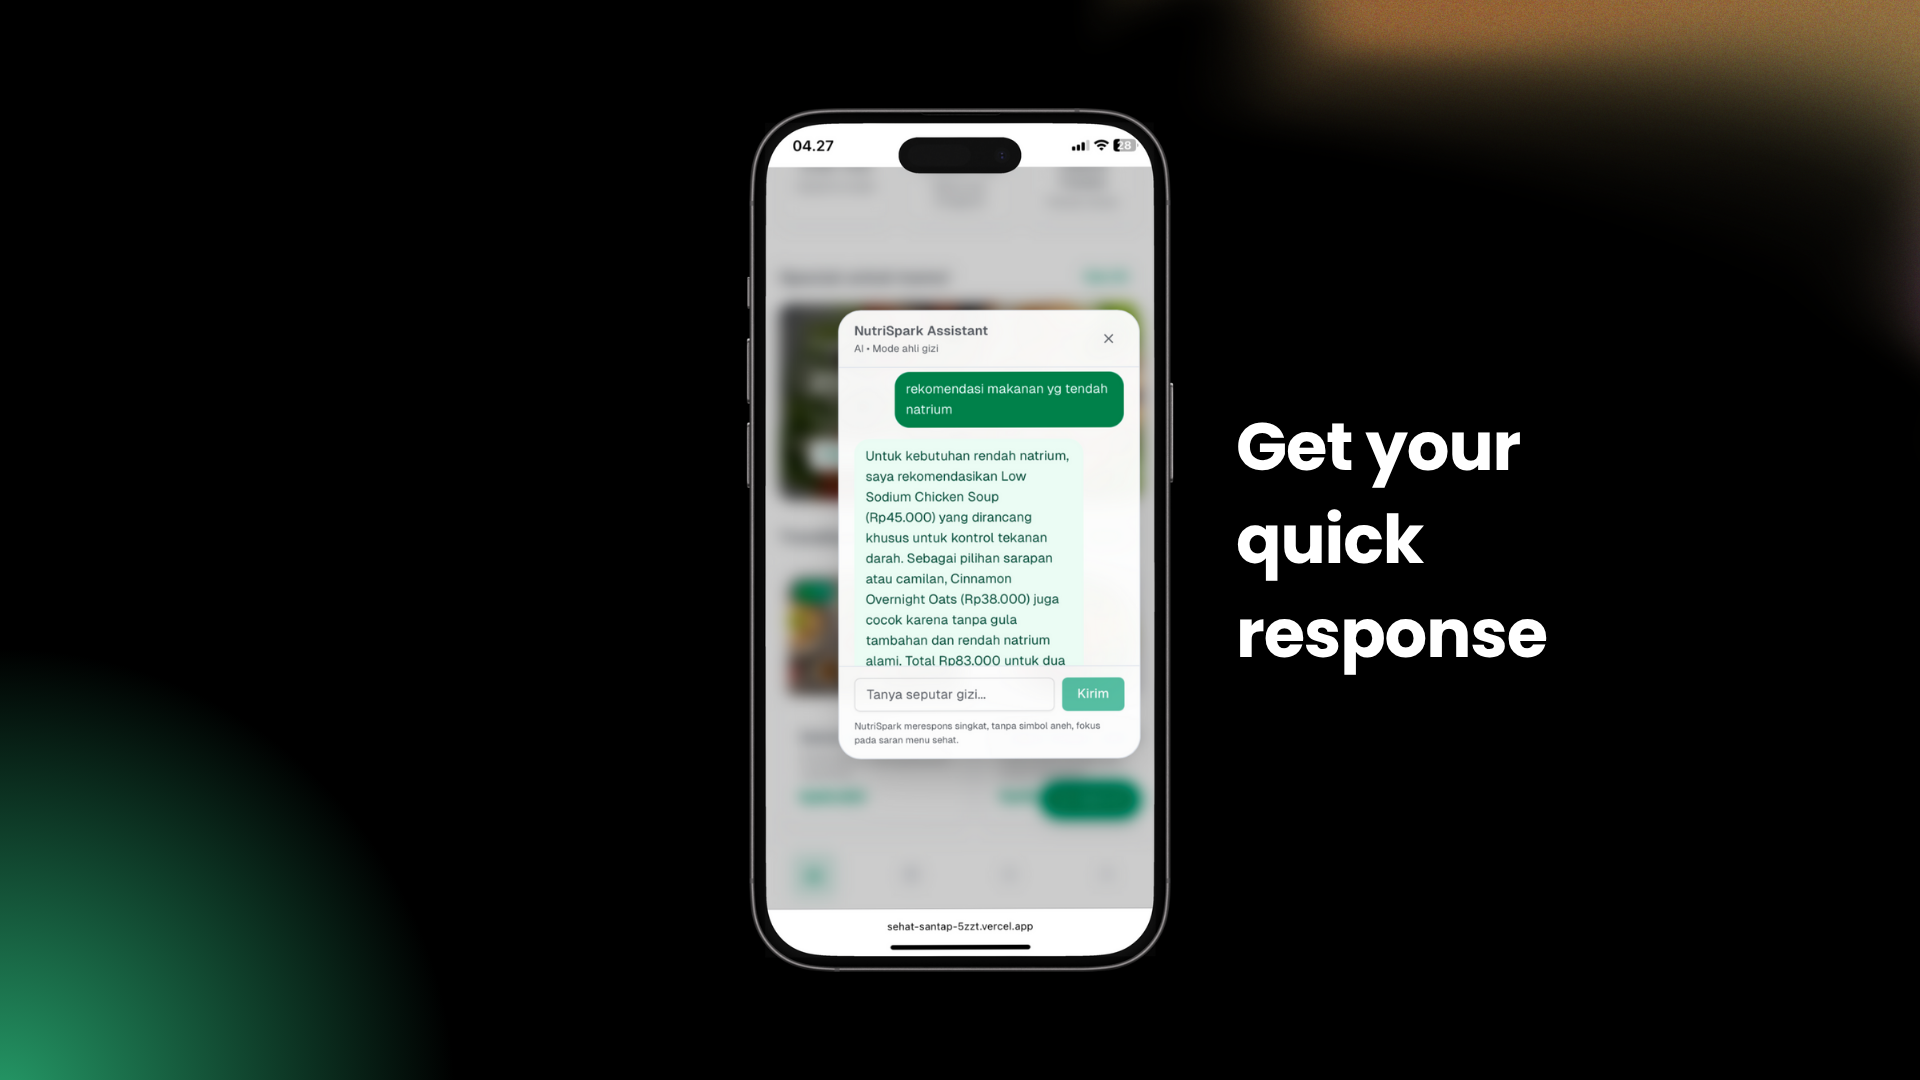 04.27
28
NutriSpark Assistant
AI • Mode ahli gizi
rekomendasi makanan yg tendah
natrium
Untuk kebutuhan rendah natrium,
saya rekomendasikan Low
Sodium Chicken Soup
(Rp45.000) yang dirancang
khusus untuk kontrol tekanan
darah. Sebagai pilihan sarapan
atau camilan, Cinnamon
Overnight Oats (Rp38.000) juga
cocok karena tanpa gula
tambahan dan rendah natrium
alami. Total Rp83.000 untuk dua
Tanya seputar gizi...
Kirim
NutriSpark merespons singkat, tanpa simbol aneh, fokus
pada saran menu sehat.
sehat-santap-5zzt.vercel.app
Get your
quick
response